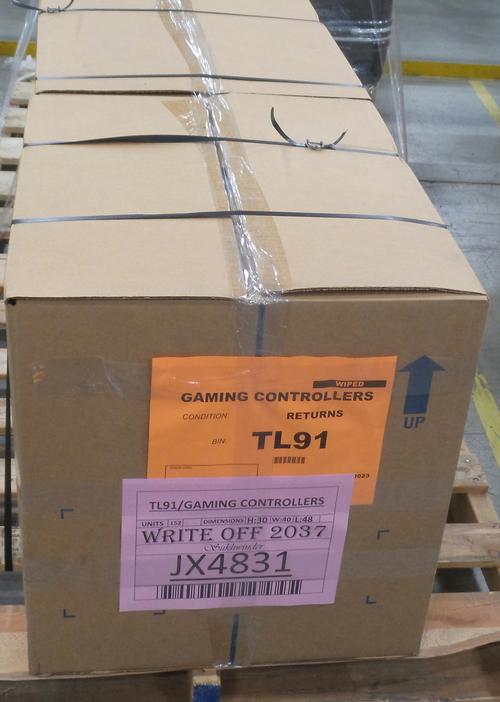 WIPED
GAMING CONTROLLERS
CONDITION: RETURNS
BIN: TL91
UP
TL91/GAMING CONTROLLERS
UNITS 152 DIMENSIONS H:30 W:40 L:48
WRITE OFF 2037
Sukhwinder
JX4831